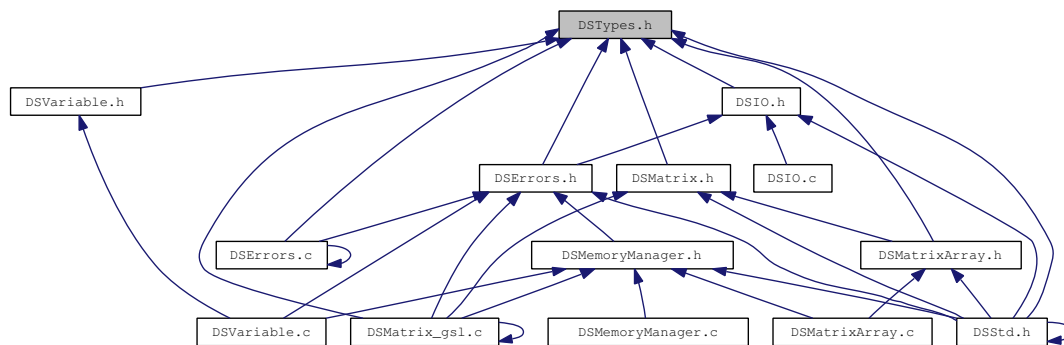 DSTypes.h
DSVariable.h
DSIO.h
DSErrors.h
DSMatrix.h
DSIO.c
DSErrors.c
DSMemoryManager.h
DSMatrixArray.h
DSVariable.c
DSMatrix_gsl.c
DSMemoryManager.c
DSMatrixArray.c
DSStd.h